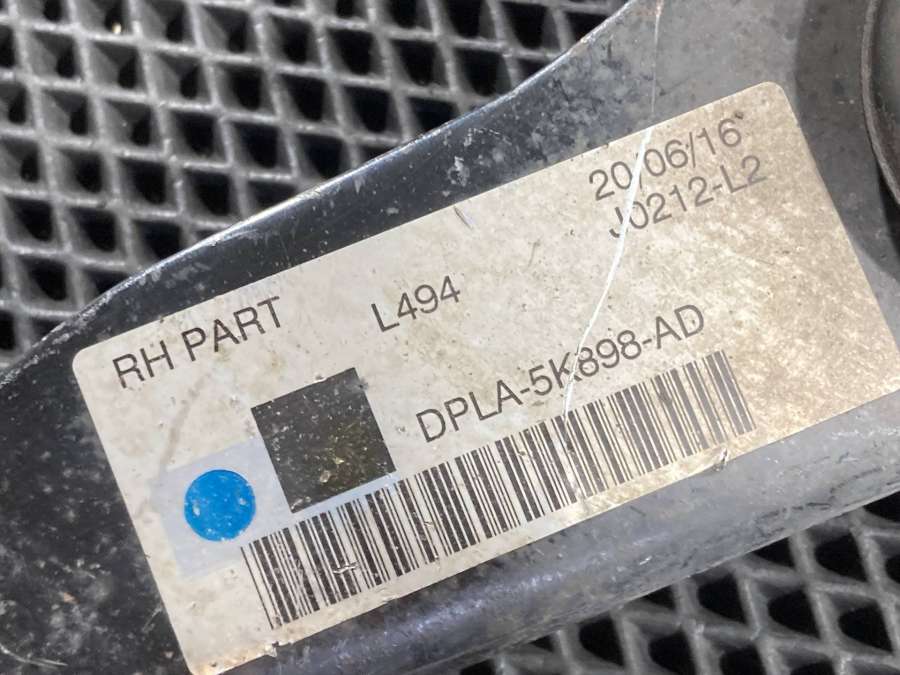 20/06/16
J0212-L2
RH PART L494
DPLA-5K898-AD